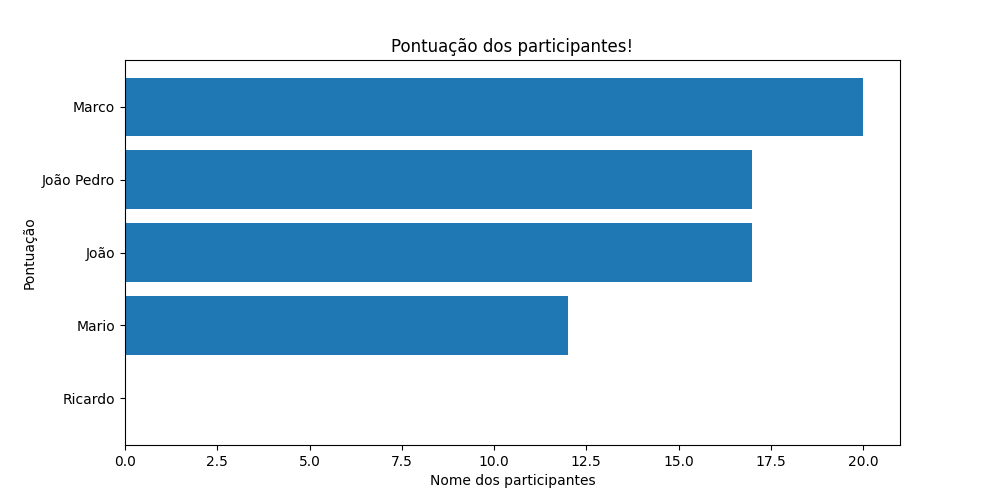 Pontuação dos participantes!
Pontuação
Marco
João Pedro
João
Mario
Ricardo
0.0 2.5 5.0 7.5 10.0 12.5 15.0 17.5 20.0
Nome dos participantes